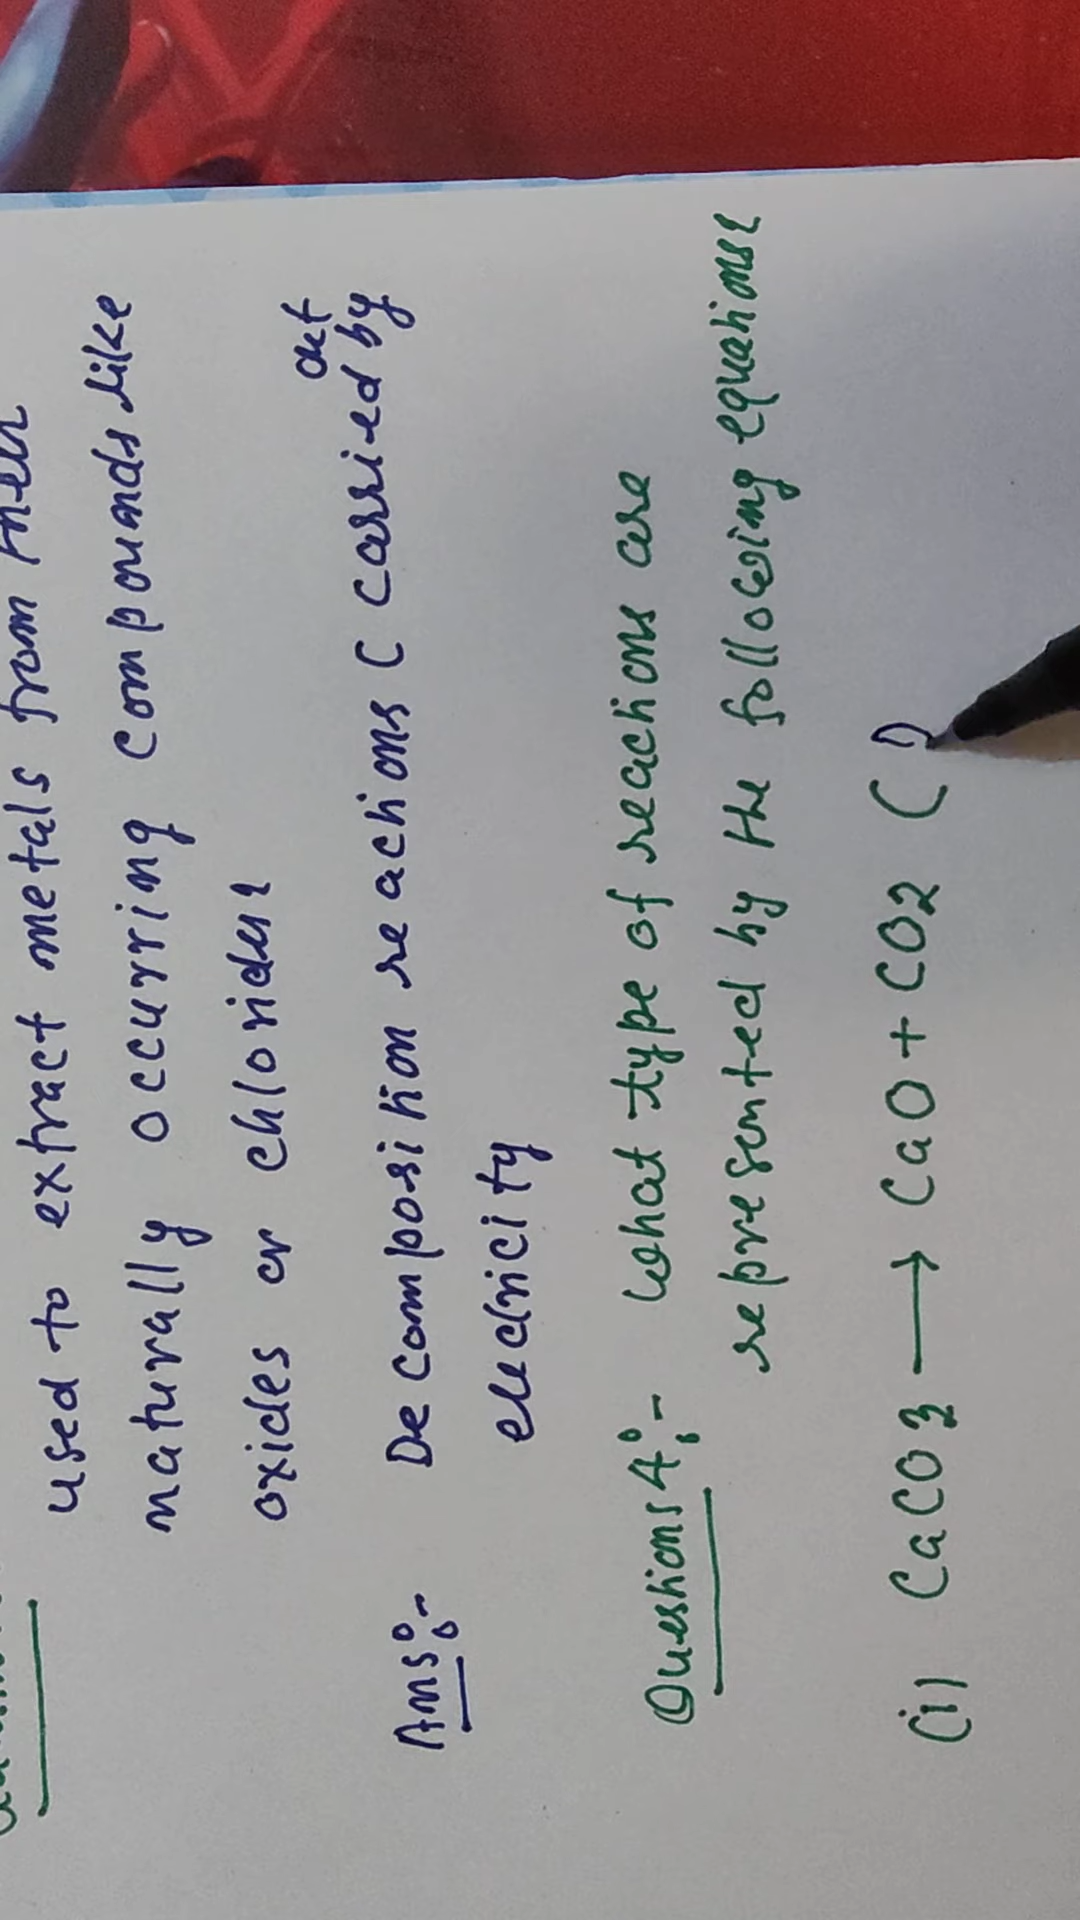 used to extract metals from their
naturally occurring compounds like
oxides or chlorides?
Ans:- Decomposition reactions ( carried out by
electricity
Questions 4:- What type of reactions are
represented by the following equations?
(i) CaCO3 → CaO + CO2 (